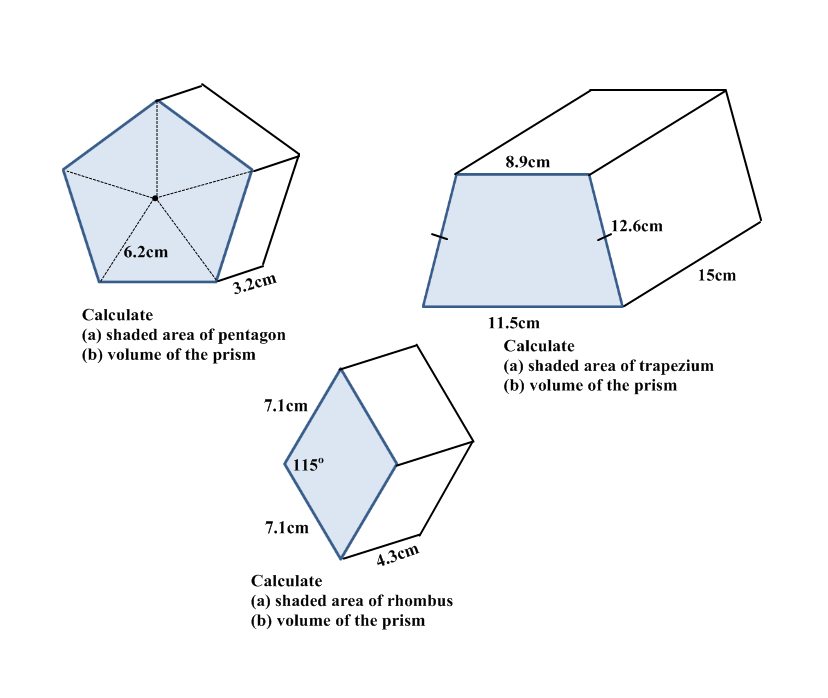 6.2cm
3.2cm
Calculate
(a) shaded area of pentagon
(b) volume of the prism
8.9cm
12.6cm
15cm
11.5cm
Calculate
(a) shaded area of trapezium
(b) volume of the prism
7.1cm
115º
7.1cm
4.3cm
Calculate
(a) shaded area of rhombus
(b) volume of the prism